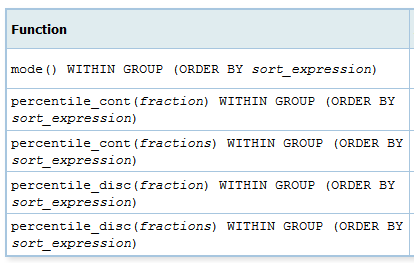 Function
mode() WITHIN GROUP (ORDER BY sort_expression)
percentile_cont(fraction) WITHIN GROUP (ORDER BY
sort_expression)
percentile_cont(fractions) WITHIN GROUP (ORDER BY
sort_expression)
percentile_disc(fraction) WITHIN GROUP (ORDER BY
sort_expression)
percentile_disc(fractions) WITHIN GROUP (ORDER BY
sort_expression)